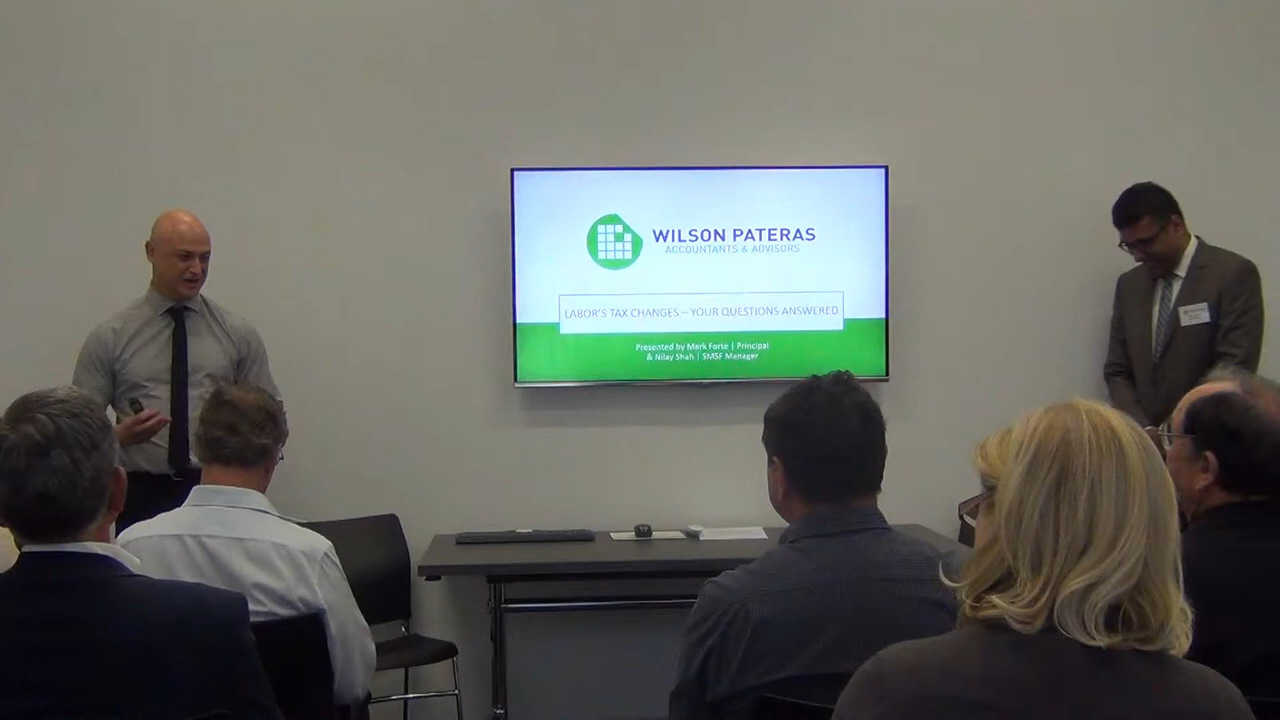 WILSON PATERAS
ACCOUNTANTS & ADVISORS
LABOR'S TAX CHANGES – YOUR QUESTIONS ANSWERED
Presented by Mark Forte | Principal
& Nilay Shah | SMSF Manager